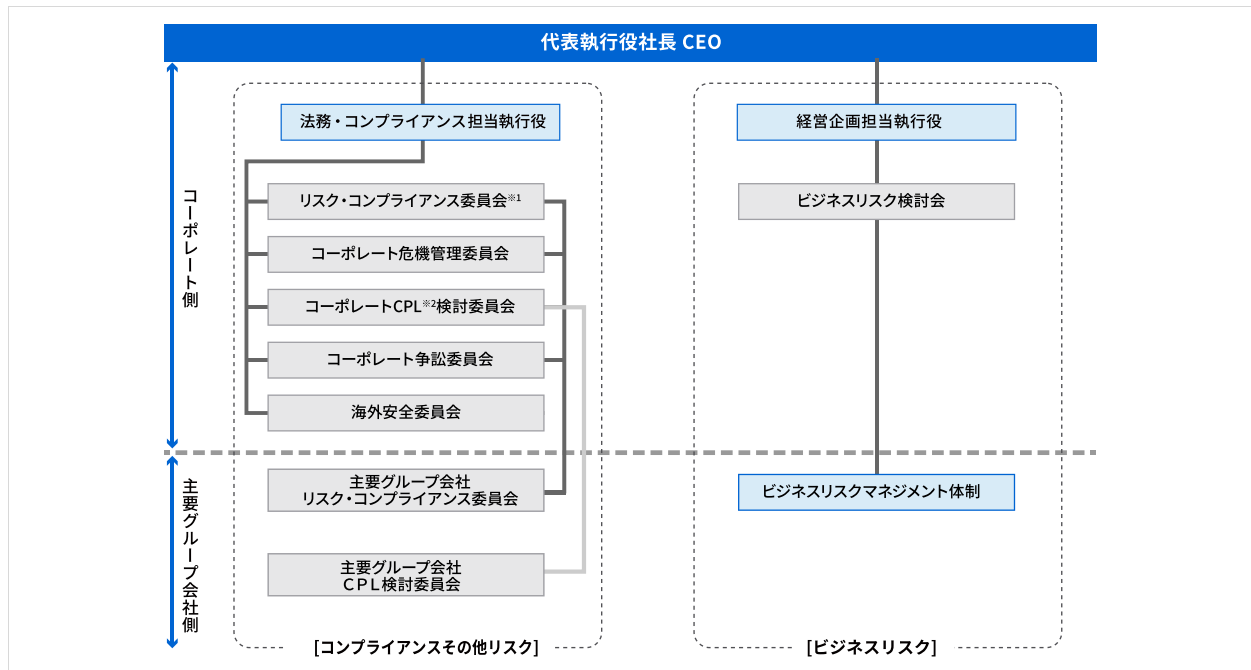 代表執行役社長 CEO
コーポレート側
法務・コンプライアンス担当執行役
リスク・コンプライアンス委員会※1
コーポレート危機管理委員会
コーポレートCPL※2検討委員会
コーポレート争訟委員会
海外安全委員会
主要グループ会社側
主要グループ会社
リスク・コンプライアンス委員会
主要グループ会社
ＣＰＬ検討委員会
[コンプライアンスその他リスク]
経営企画担当執行役
ビジネスリスク検討会
ビジネスリスクマネジメント体制
[ビジネスリスク]